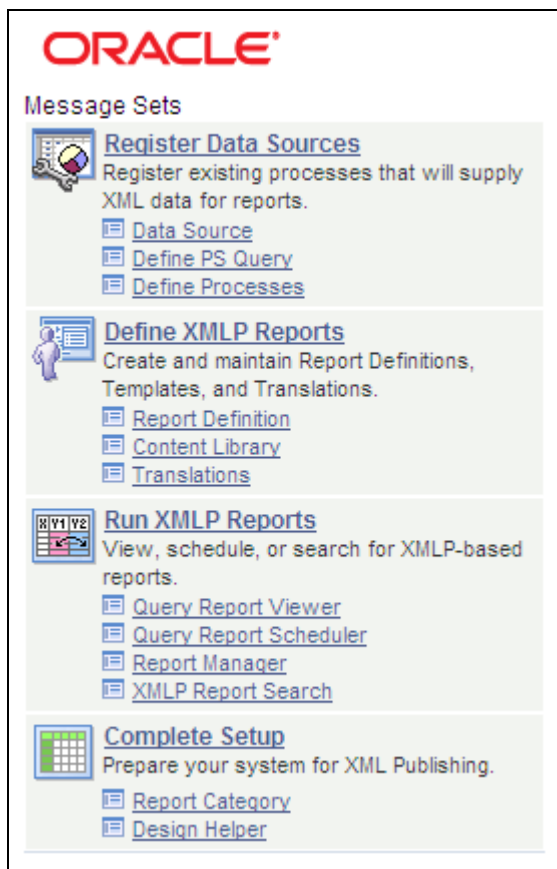 ORACLE
Message Sets
Register Data Sources
Register existing processes that will supply
XML data for reports.
Data Source
Define PS Query
Define Processes
Define XMLP Reports
Create and maintain Report Definitions,
Templates, and Translations.
Report Definition
Content Library
Translations
X Y1 Y2
Run XMLP Reports
View, schedule, or search for XMLP-based
reports.
Query Report Viewer
Query Report Scheduler
Report Manager
XMLP Report Search
Complete Setup
Prepare your system for XML Publishing.
Report Category
Design Helper